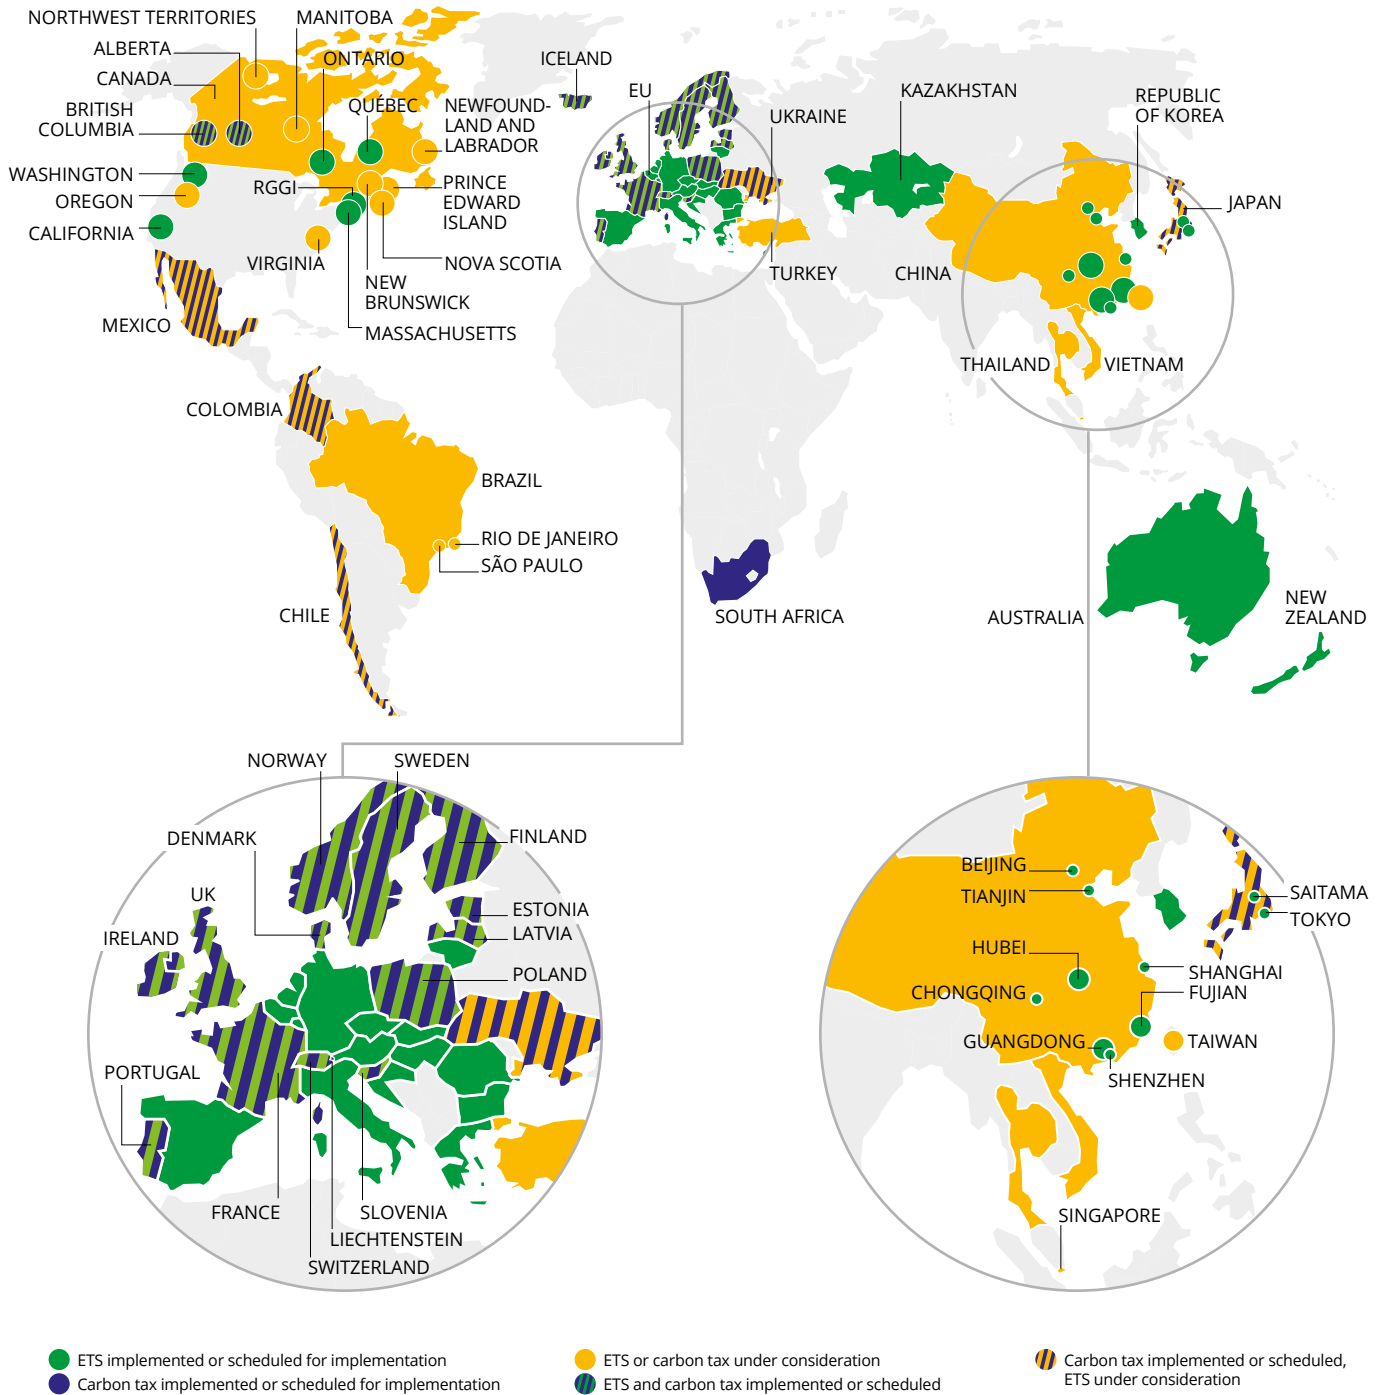 NORTHWEST TERRITORIES
MANITOBA
ALBERTA
ONTARIO
CANADA
BRITISH
COLUMBIA
QUÉBEC
NEWFOUND-
LAND AND
LABRADOR
WASHINGTON
OREGON
CALIFORNIA
RGGI
PRINCE
EDWARD
ISLAND
VIRGINIA
NOVA SCOTIA
NEW
BRUNSWICK
MASSACHUSETTS
MEXICO
ICELAND
EU
UKRAINE
KAZAKHSTAN
REPUBLIC
OF KOREA
JAPAN
TURKEY
CHINA
THAILAND
VIETNAM
COLOMBIA
BRAZIL
RIO DE JANEIRO
SÃO PAULO
CHILE
SOUTH AFRICA
AUSTRALIA
NEW
ZEALAND
NORWAY
SWEDEN
DENMARK
FINLAND
UK
IRELAND
ESTONIA
LATVIA
POLAND
PORTUGAL
FRANCE
SLOVENIA
LIECHTENSTEIN
SWITZERLAND
BEIJING
TIANJIN
SAITAMA
TOKYO
HUBEI
SHANGHAI
FUJIAN
CHONGQING
GUANGDONG
TAIWAN
SHENZHEN
SINGAPORE
ETS implemented or scheduled for implementation
Carbon tax implemented or scheduled for implementation
ETS or carbon tax under consideration
ETS and carbon tax implemented or scheduled
Carbon tax implemented or scheduled,
ETS under consideration